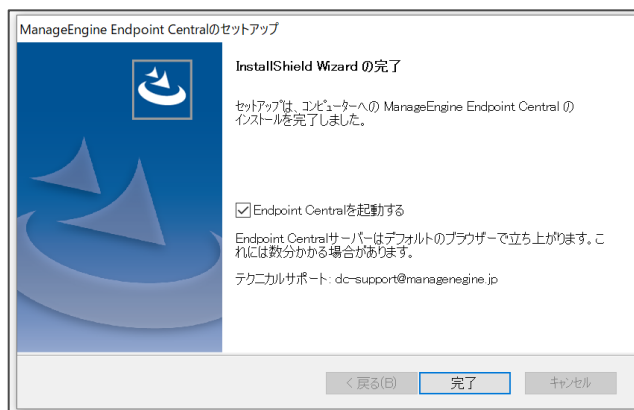 ManageEngine Endpoint Centralのセットアップ
InstallShield Wizard の完了
セットアップは、コンピューターへの ManageEngine Endpoint Central の
インストールを完了しました。
Endpoint Centralを起動する
Endpoint Centralサーバーはデフォルトのブラウザーで立ち上がります。こ
れには数分かかる場合があります。
テクニカルサポート: dc-support@managenegine.jp
< 戻る(B)
完了
キャンセル